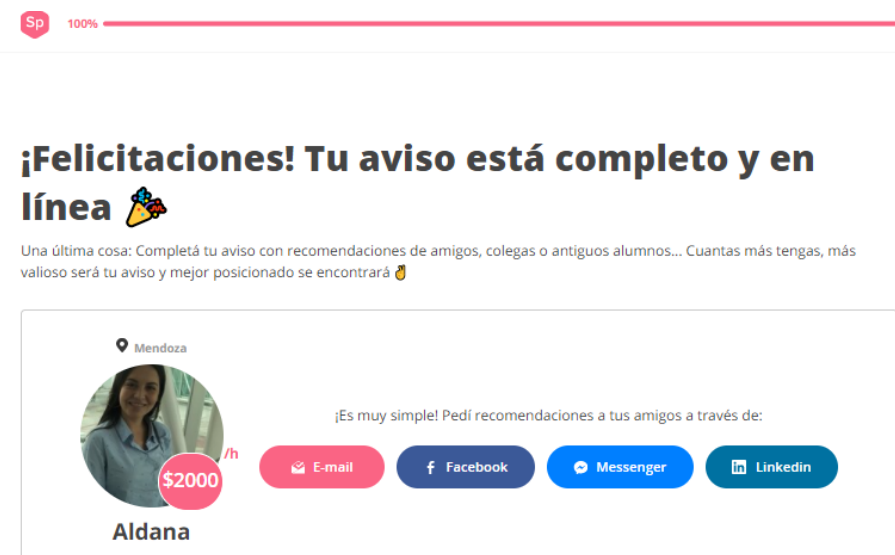 Sp
100%
¡Felicitaciones! Tu aviso está completo y en
línea 🎉
Una última cosa: Completá tu aviso con recomendaciones de amigos, colegas o antiguos alumnos... Cuantas más tengas, más
valioso será tu aviso y mejor posicionado se encontrará ✌
Mendoza
¡Es muy simple! Pedí recomendaciones a tus amigos a través de:
/h
$2000
E-mail
Facebook
Messenger
Linkedin
Aldana